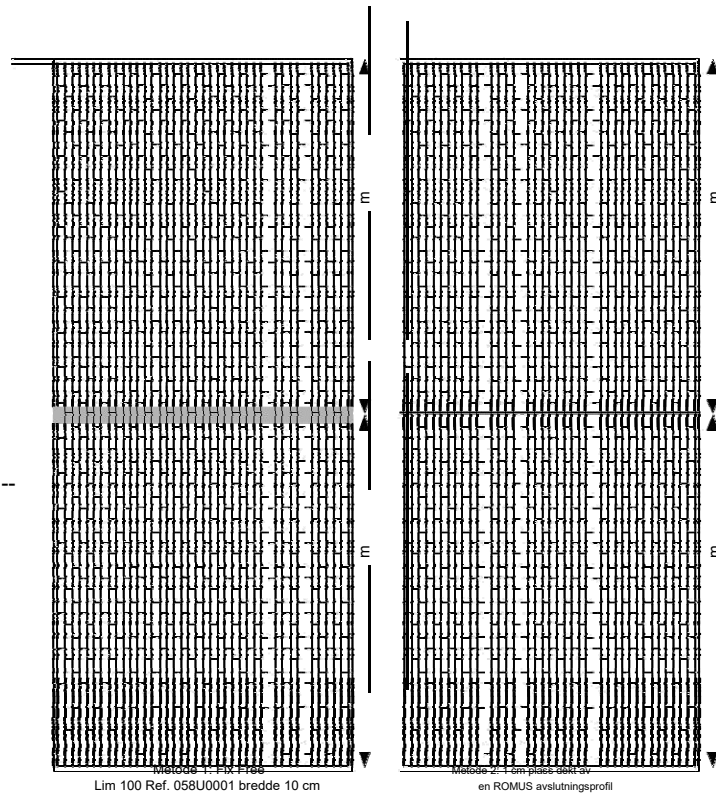 m
m
m
m
--
Metode 1: Fix Free
Lim 100 Ref. 058U0001 bredde 10 cm
Metode 2: 1 cm plass dekt av
en ROMUS avslutningsprofil